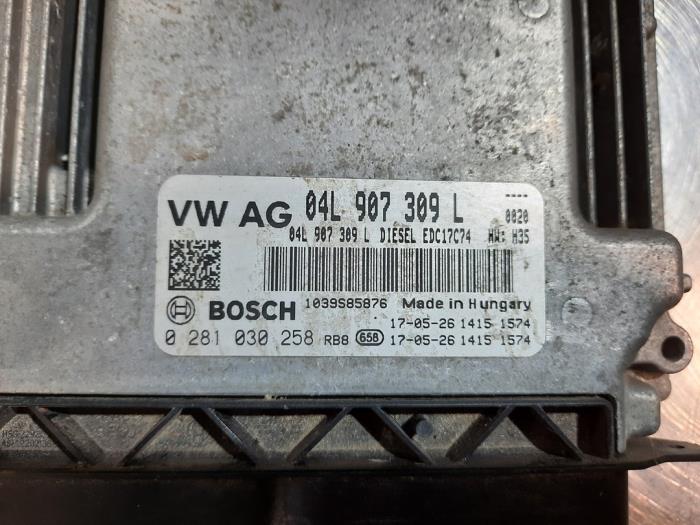 VW AG 04L 907 309 L ----
0020
04L 907 309 L DIESEL EDC17C74 HW: H35
BOSCH 1039S85876 Made in Hungary
17-05-26 1415 1574
0 281 030 258 RB8 658 17-05-26 1415 1574